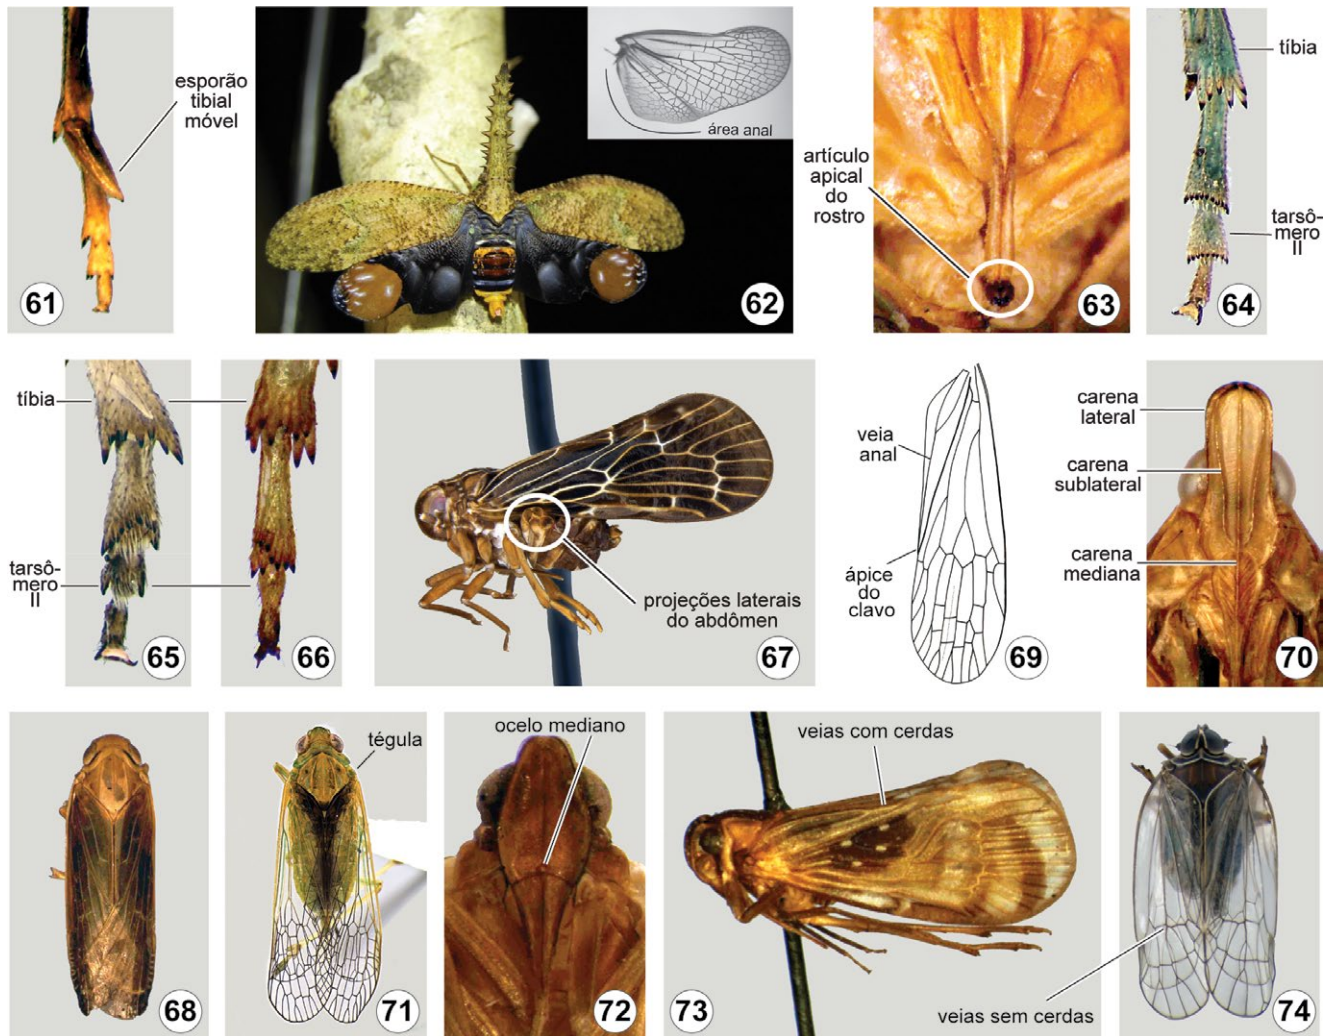 esporão
tibial
móvel
61
área anal
62
artículo
apical
do
rostro
63
tíbia
tarsô-
mero
II
64
tíbia
tarsô-
mero
II
65
66
projeções laterais
do abdômen
67
veia
anal
ápice
do
clavo
69
carena
lateral
carena
sublateral
carena
mediana
70
68
tégula
71
ocelo mediano
72
veias com cerdas
73
veias sem cerdas
74